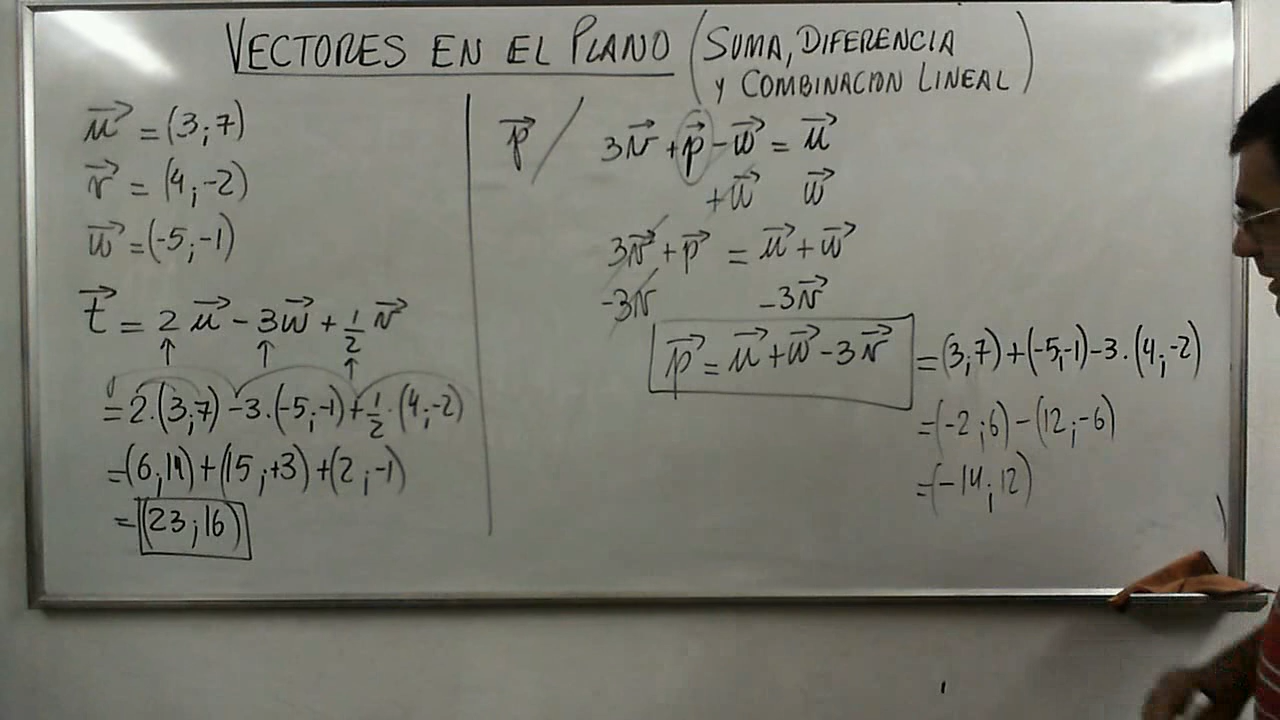 VECTORES EN EL PLANO (SUMA, DIFERENCIA
y COMBINACION LINEAL)
u⃗ = (3;7)
v⃗ = (4;-2)
w⃗ = (-5;-1)
t⃗ = 2 u⃗ - 3 w⃗ + 1/2 v⃗
↑ ↑ ↑
= 2·(3;7) - 3·(-5;-1) + 1/2·(4;-2)
= (6;14) + (15;+3) + (2;-1)
= (23;16)
p⃗ / 3v⃗ + p⃗ - w⃗ = u⃗
+w⃗ w⃗
3v⃗ + p⃗ = u⃗ + w⃗
-3v⃗ -3v⃗
p⃗ = u⃗ + w⃗ - 3v⃗ = (3;7) + (-5;-1) - 3·(4;-2)
= (-2;6) - (12;-6)
= (-14;12)